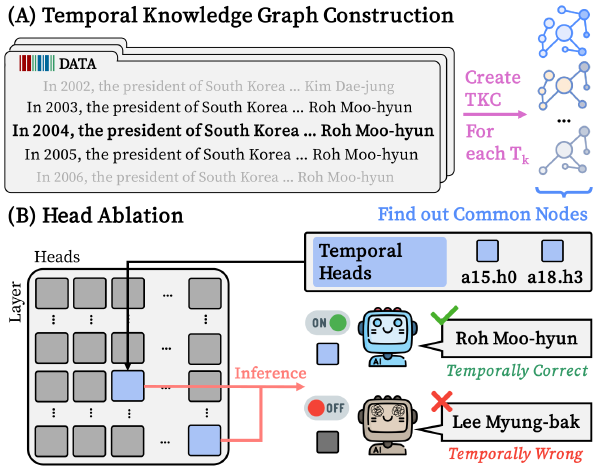 (A) Temporal Knowledge Graph Construction
DATA
In 2002, the president of South Korea ... Kim Dae-jung
In 2003, the president of South Korea ... Roh Moo-hyun
In 2004, the president of South Korea ... Roh Moo-hyun
In 2005, the president of South Korea ... Roh Moo-hyun
In 2006, the president of South Korea ... Roh Moo-hyun
Create
TKC
For
each Tk
...
Find out Common Nodes
(B) Head Ablation
Heads
Layer
...
...
...
...
Temporal
Heads
a15.h0
a18.h3
Inference
ON
AI
Roh Moo-hyun
Temporally Correct
OFF
AI
Lee Myung-bak
Temporally Wrong